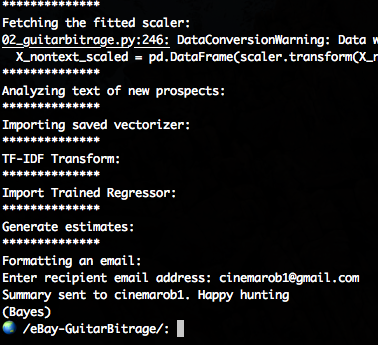 **************
Fetching the fitted scaler:
02_guitarbitrage.py:246: DataConversionWarning: Data w
X_nontext_scaled = pd.DataFrame(scaler.transform(X_n
**************
Analyzing text of new prospects:
**************
Importing saved vectorizer:
**************
TF-IDF Transform:
**************
Import Trained Regressor:
**************
Generate estimates:
**************
Formatting an email:
Enter recipient email address: cinemarob1@gmail.com
Summary sent to cinemarob1. Happy hunting
(Bayes)
/eBay-GuitarBitrage/: